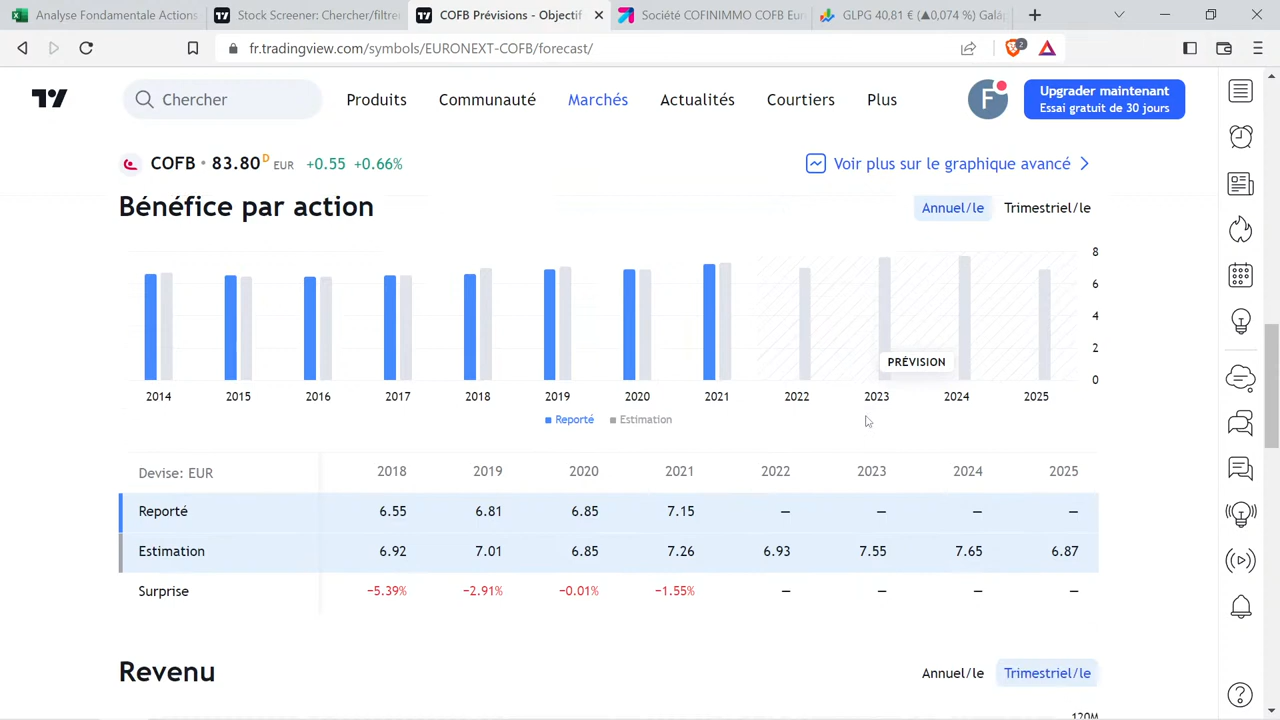 Analyse Fondamentale Actions
Stock Screener: Chercher/filtrer
COFB Prévisions - Objectif
Société COFINIMMO COFB Eur
GLPG 40,81 € (▲0,074 %) Galáp
fr.tradingview.com/symbols/EURONEXT-COFB/forecast/
2
Chercher
Produits
Communauté
Marchés
Actualités
Courtiers
Plus
F
Upgrader maintenant
Essai gratuit de 30 jours
COFB • 83.80 D EUR +0.55 +0.66%
Voir plus sur le graphique avancé
Bénéfice par action
Annuel/le Trimestriel/le
8
6
4
2
0
PRÉVISION
2014 2015 2016 2017 2018 2019 2020 2021 2022 2023 2024 2025
Reporté Estimation
Devise: EUR 2018 2019 2020 2021 2022 2023 2024 2025
Reporté 6.55 6.81 6.85 7.15 — — — —
Estimation 6.92 7.01 6.85 7.26 6.93 7.55 7.65 6.87
Surprise −5.39% −2.91% −0.01% −1.55% — — — —
Revenu
Annuel/le Trimestriel/le
120M